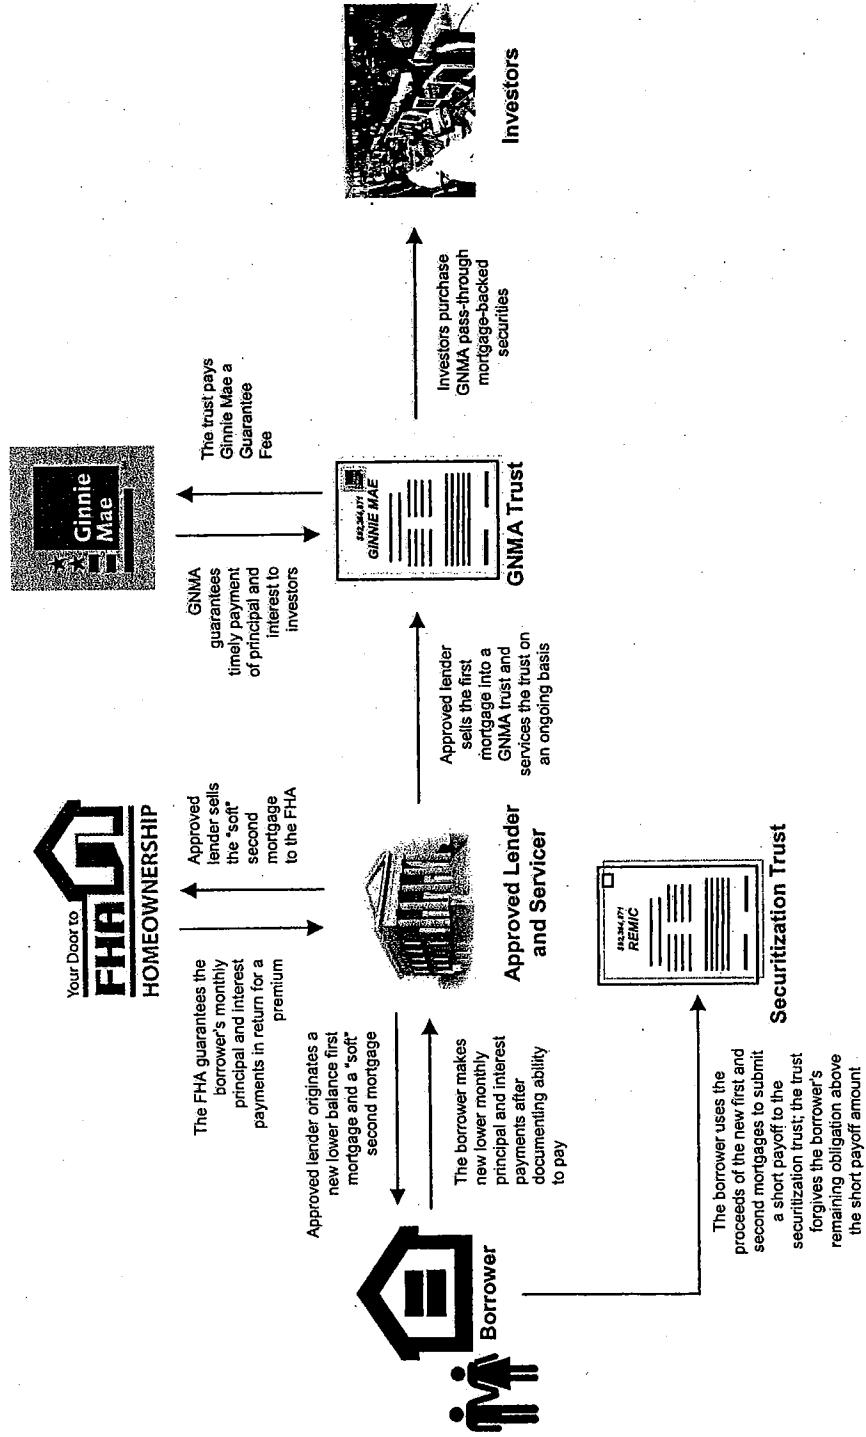 Your Door to
FHA
HOMEOWNERSHIP
Ginnie
Mae
The FHA guarantees the
borrower's monthly
principal and interest
payments in return for a
premium
Approved
lender sells
the "soft"
second
mortgage
to the FHA
GNMA
guarantees
timely payment
of principal and
interest to
investors
The trust pays
Ginnie Mae a
Guarantee
Fee
Approved lender originates a
new lower balance first
mortgage and a "soft"
second mortgage
The borrower makes
new lower monthly
principal and interest
payments after
documenting ability
to pay
Borrower
Approved Lender
and Servicer
Approved lender
sells the first
mortgage into a
GNMA trust and
services the trust on
an ongoing basis
GINNIE MAE
GNMA Trust
Investors purchase
GNMA pass-through
mortgage-backed
securities
Investors
The borrower uses the
proceeds of the new first and
second mortgages to submit
a short payoff to the
securitization trust; the trust
forgives the borrower's
remaining obligation above
the short payoff amount
REMIC
Securitization Trust